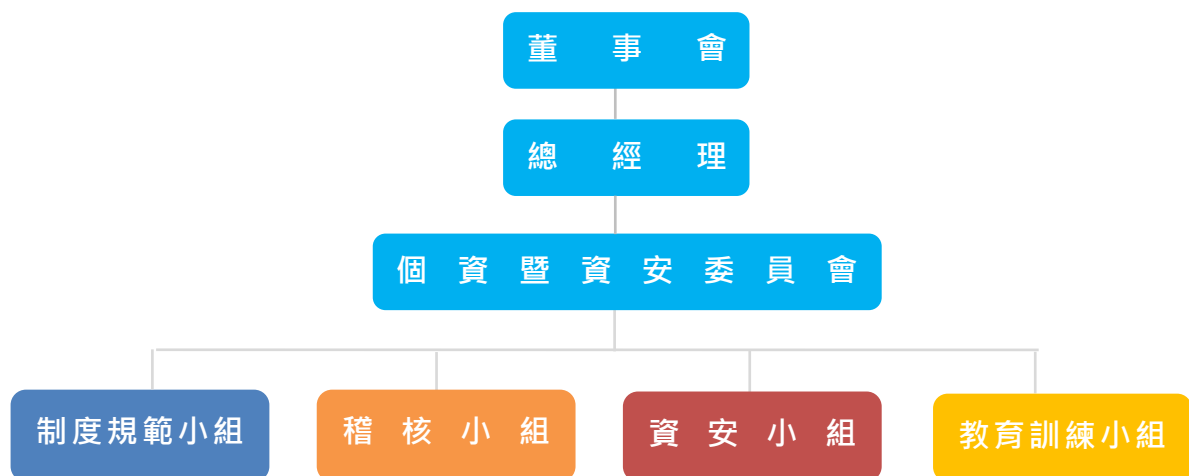 董事會
總經理
個資暨資安委員會
制度規範小組
稽核小組
資安小組
教育訓練小組